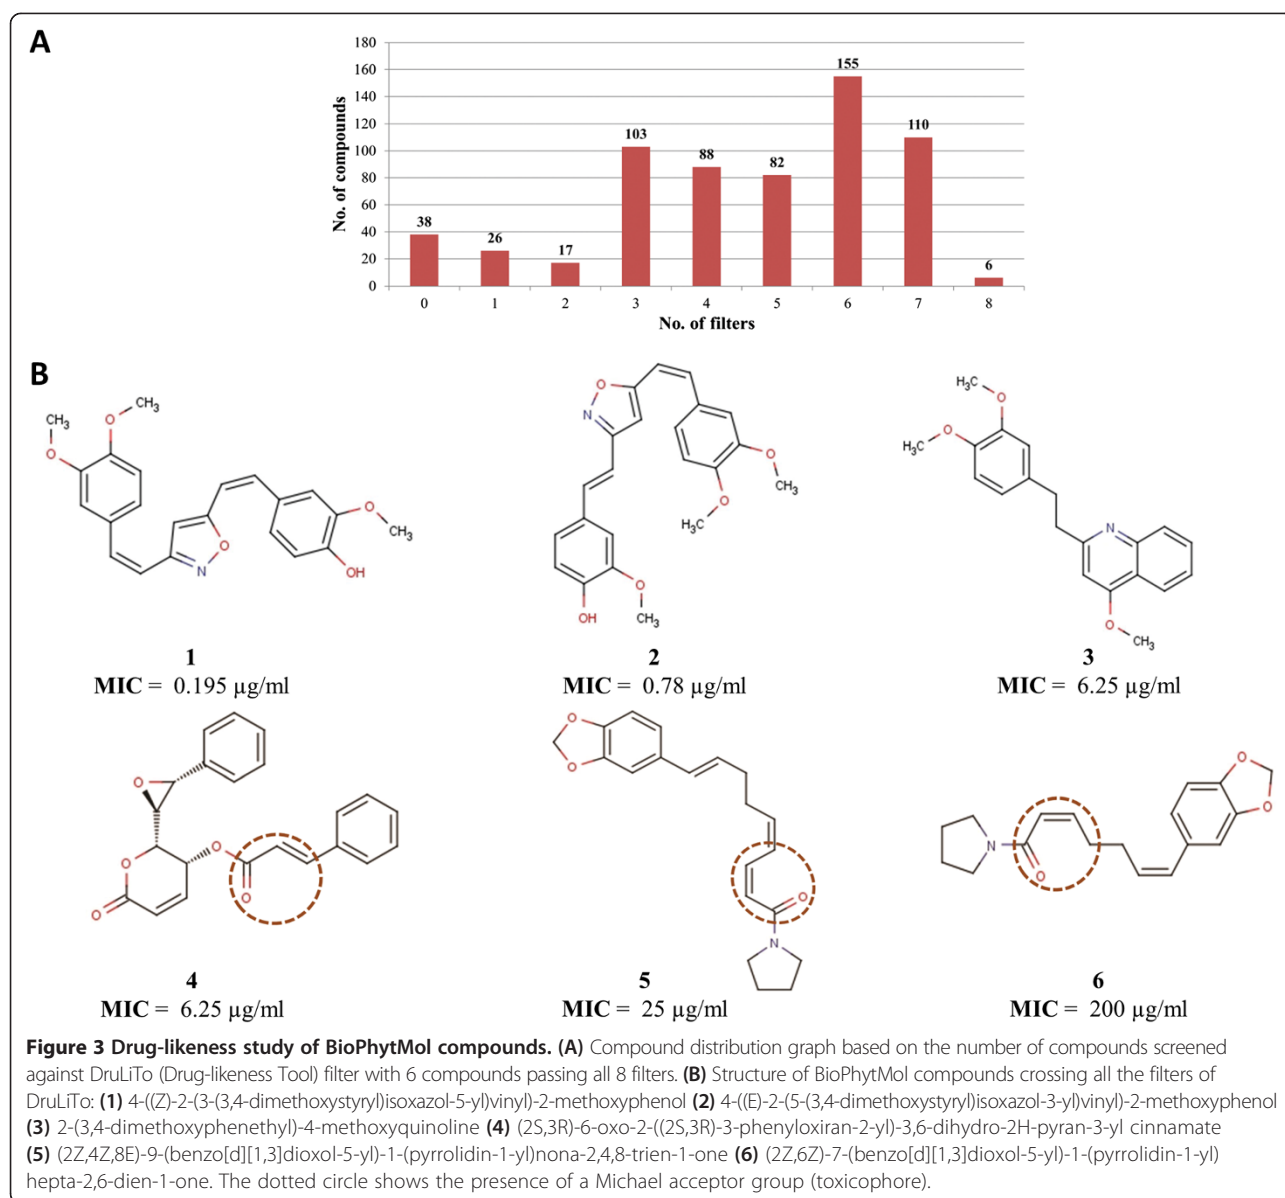 A
180
160
140
120
100
80
60
40
20
0
No. of compounds
38
26
17
103
88
82
155
110
6
0 1 2 3 4 5 6 7 8
No. of filters
B
CH₃
O
CH₃
O
O
CH₃
O
N
OH
O
N
O
CH₃
O
H₃C
O
OH
CH₃
H₃C
O
H₃C
O
N
O
CH₃
1
MIC = 0.195 µg/ml
2
MIC = 0.78 µg/ml
3
MIC = 6.25 µg/ml
O
O
O
O
O
O
O
O
N
N
O
O
O
4
MIC = 6.25 µg/ml
5
MIC = 25 µg/ml
6
MIC = 200 µg/ml
Figure 3 Drug-likeness study of BioPhytMol compounds. (A) Compound distribution graph based on the number of compounds screened
against DruLiTo (Drug-likeness Tool) filter with 6 compounds passing all 8 filters. (B) Structure of BioPhytMol compounds crossing all the filters of
DruLiTo: (1) 4-((Z)-2-(3-(3,4-dimethoxystyryl)isoxazol-5-yl)vinyl)-2-methoxyphenol (2) 4-((E)-2-(5-(3,4-dimethoxystyryl)isoxazol-3-yl)vinyl)-2-methoxyphenol
(3) 2-(3,4-dimethoxyphenethyl)-4-methoxyquinoline (4) (2S,3R)-6-oxo-2-((2S,3R)-3-phenyloxiran-2-yl)-3,6-dihydro-2H-pyran-3-yl cinnamate
(5) (2Z,4Z,8E)-9-(benzo[d][1,3]dioxol-5-yl)-1-(pyrrolidin-1-yl)nona-2,4,8-trien-1-one (6) (2Z,6Z)-7-(benzo[d][1,3]dioxol-5-yl)-1-(pyrrolidin-1-yl)
hepta-2,6-dien-1-one. The dotted circle shows the presence of a Michael acceptor group (toxicophore).